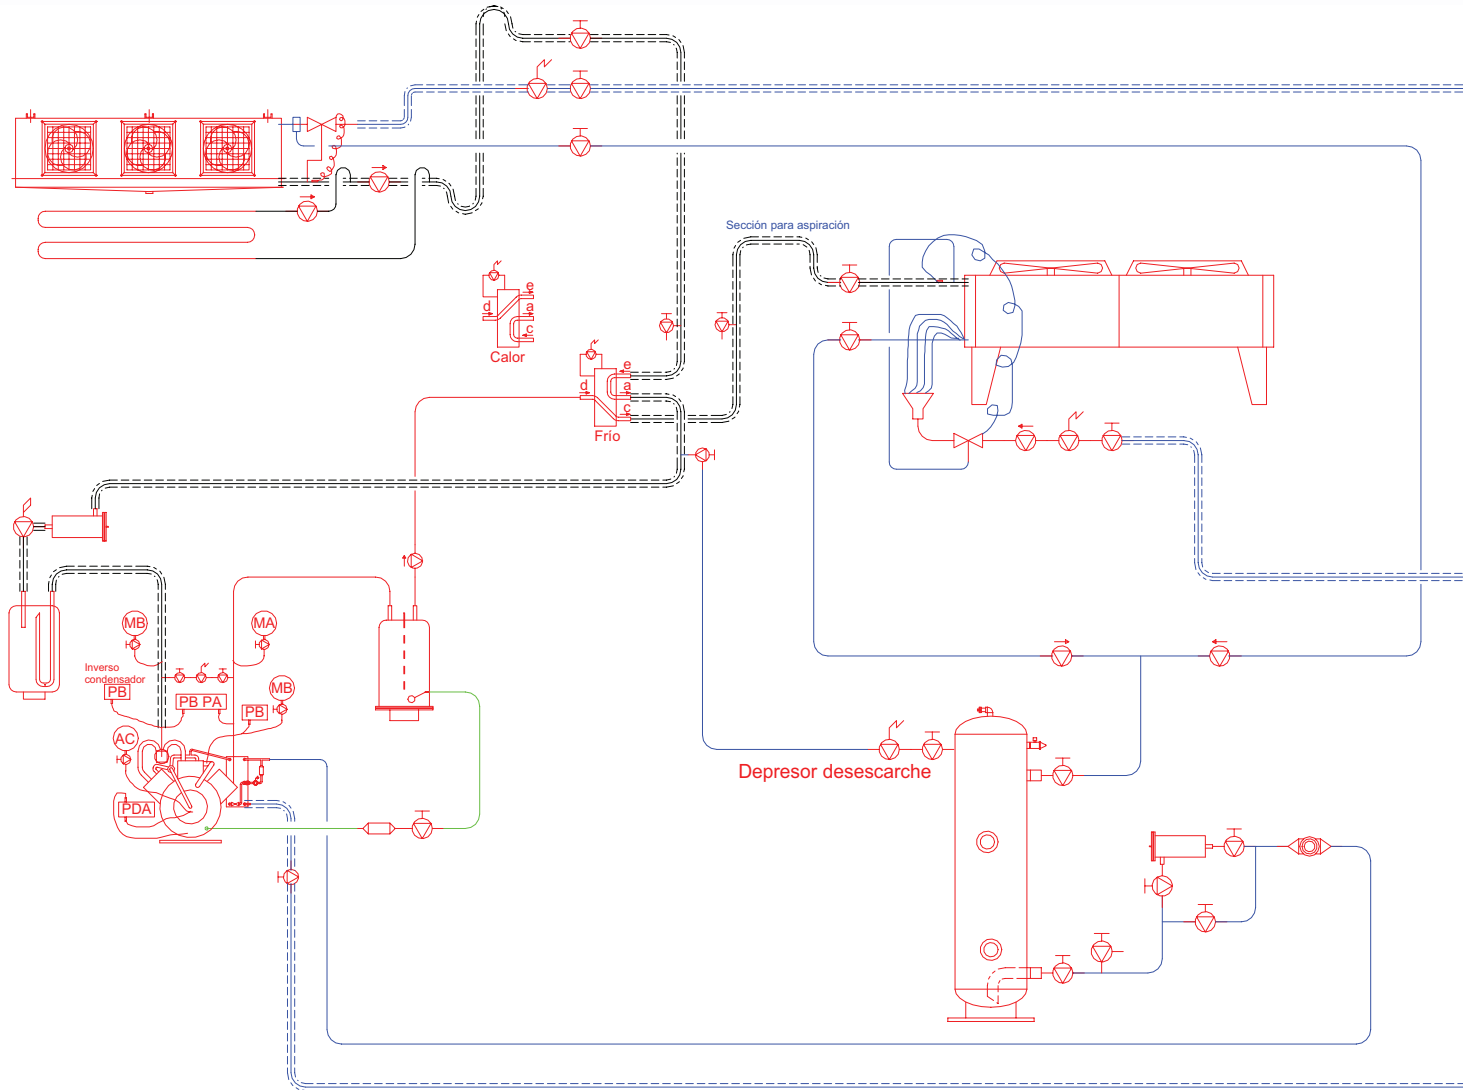 Sección para aspiración
e
d
a
c
Calor
e
d
a
c
Frío
MB
MA
Inverso
condensador
PB
PB PA
MB
PB
AC
PDA
Depresor desescarche